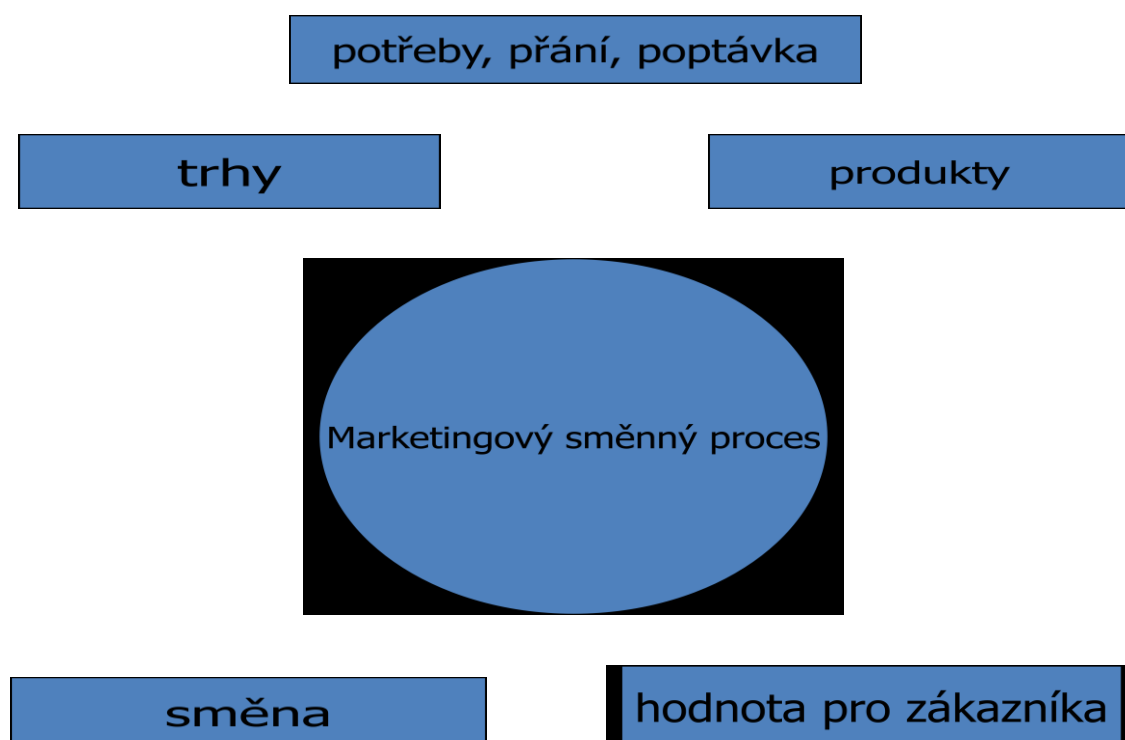 potřeby, přání, poptávka
trhy
produkty
Marketingový směnný proces
směna
hodnota pro zákazníka